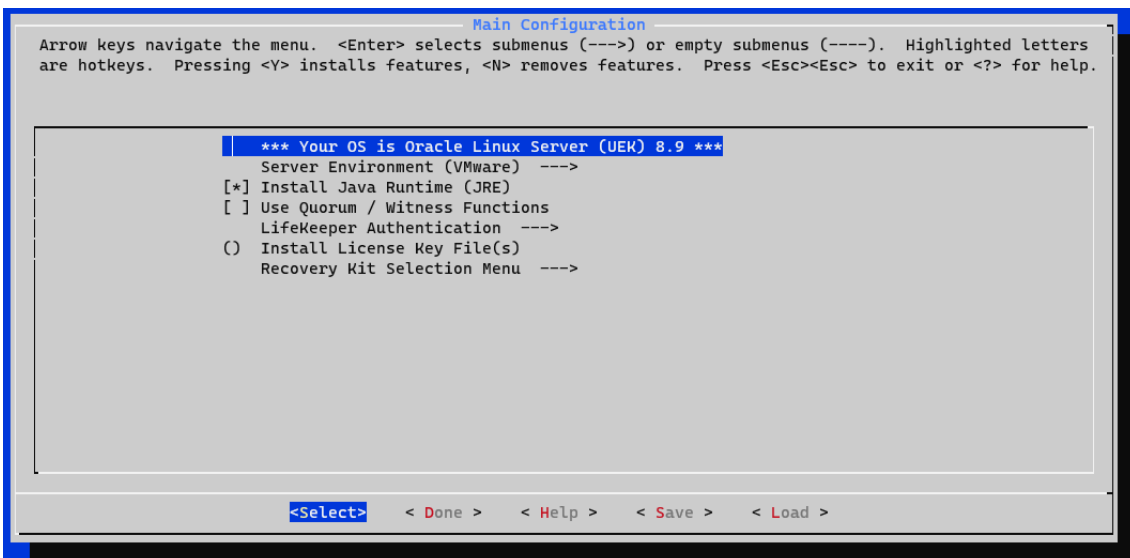 Main Configuration
Arrow keys navigate the menu.  <Enter> selects submenus (--->) or empty submenus (----).  Highlighted letters
are hotkeys.  Pressing <Y> installs features, <N> removes features.  Press <Esc><Esc> to exit or <?> for help.
*** Your OS is Oracle Linux Server (UEK) 8.9 ***
Server Environment (VMware)  --->
[*] Install Java Runtime (JRE)
[ ] Use Quorum / Witness Functions
LifeKeeper Authentication  --->
()  Install License Key File(s)
Recovery Kit Selection Menu  --->
<Select>    < Done >    < Help >    < Save >    < Load >